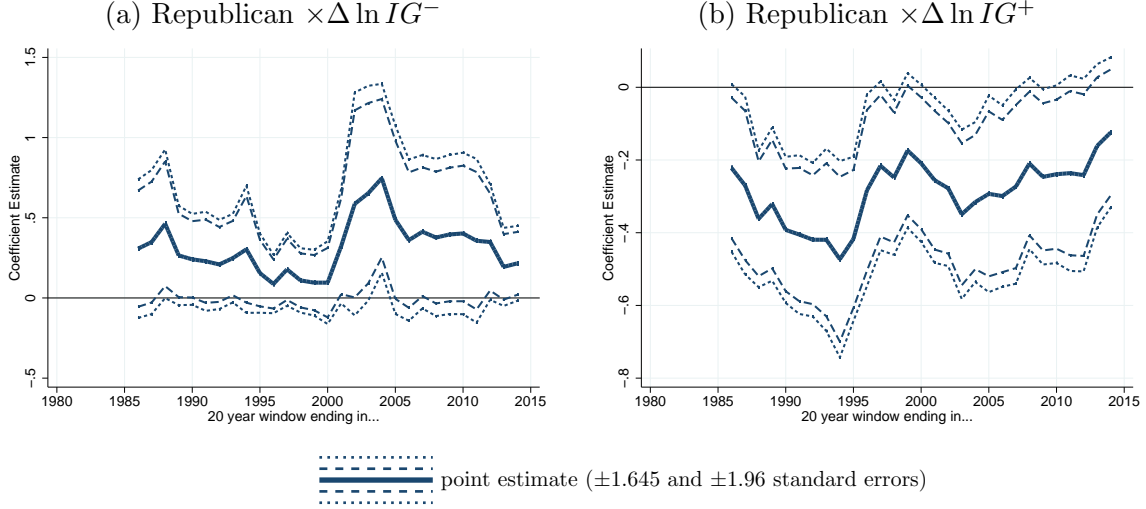 (a) Republican ×Δ ln IG⁻
Coefficient Estimate
1.5
1
.5
0
-.5
1980 1985 1990 1995 2000 2005 2010 2015
20 year window ending in...
(b) Republican ×Δ ln IG⁺
Coefficient Estimate
0
-.2
-.4
-.6
-.8
1980 1985 1990 1995 2000 2005 2010 2015
20 year window ending in...
point estimate (±1.645 and ±1.96 standard errors)